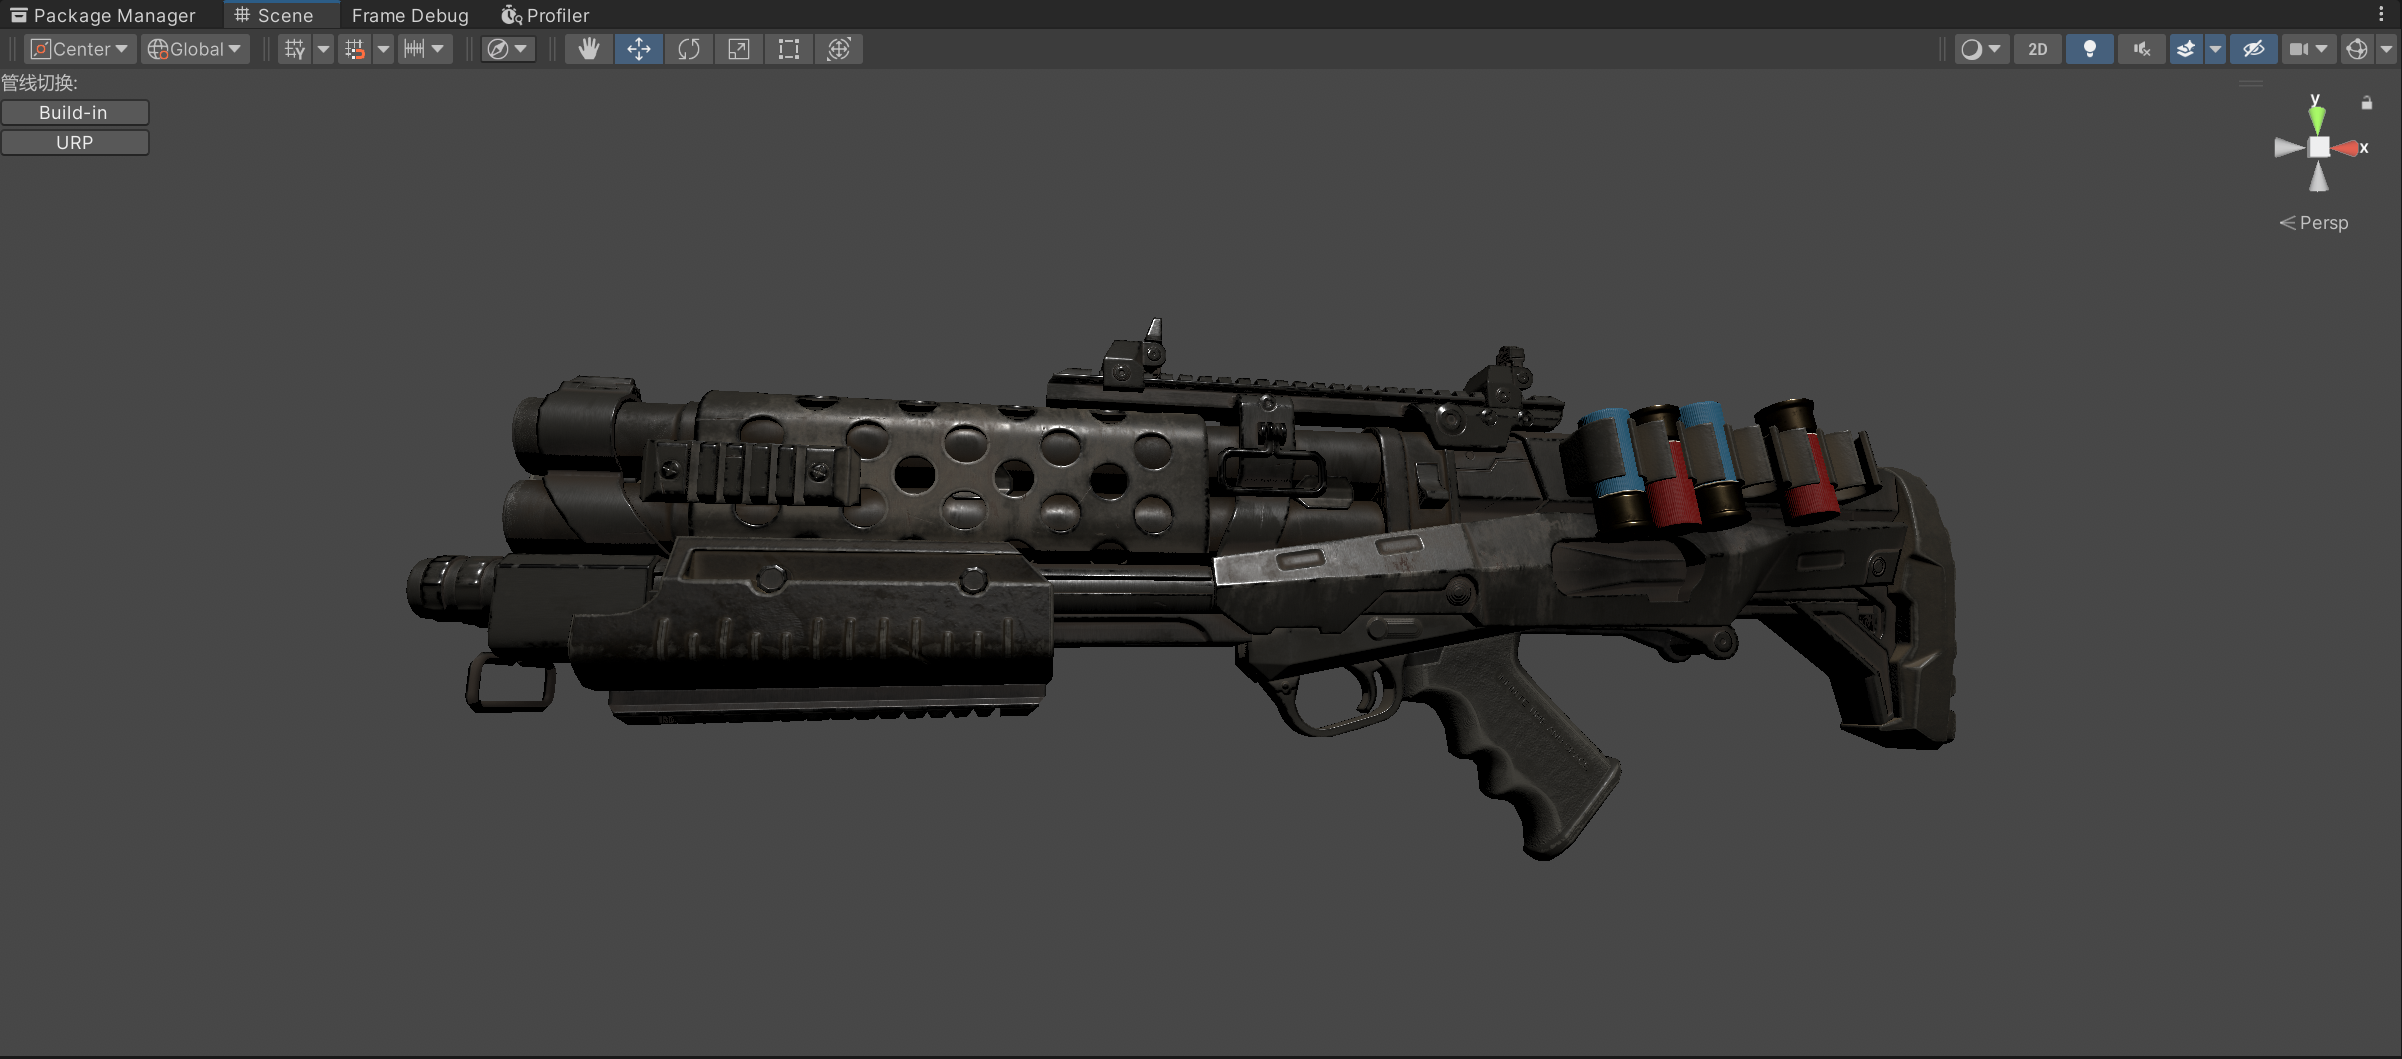 Package Manager
Scene
Frame Debug
Profiler
Center
Global
2D
管线切换:
Build-in
URP
y
x
Persp